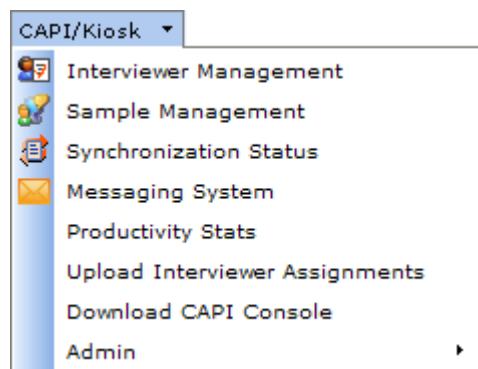 CAPI/Kiosk
Interviewer Management
Sample Management
Synchronization Status
Messaging System
Productivity Stats
Upload Interviewer Assignments
Download CAPI Console
Admin